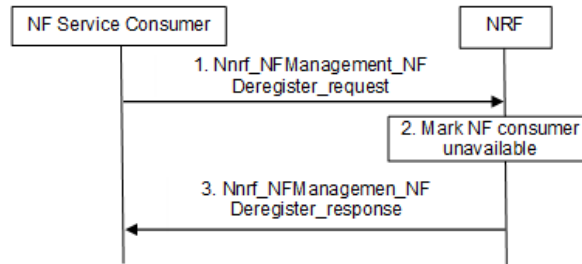 NF Service Consumer
NRF
1. Nnrf_NFManagement_NF
Deregister_request
2. Mark NF consumer
unavailable
3. Nnrf_NFManagemen_NF
Deregister_response